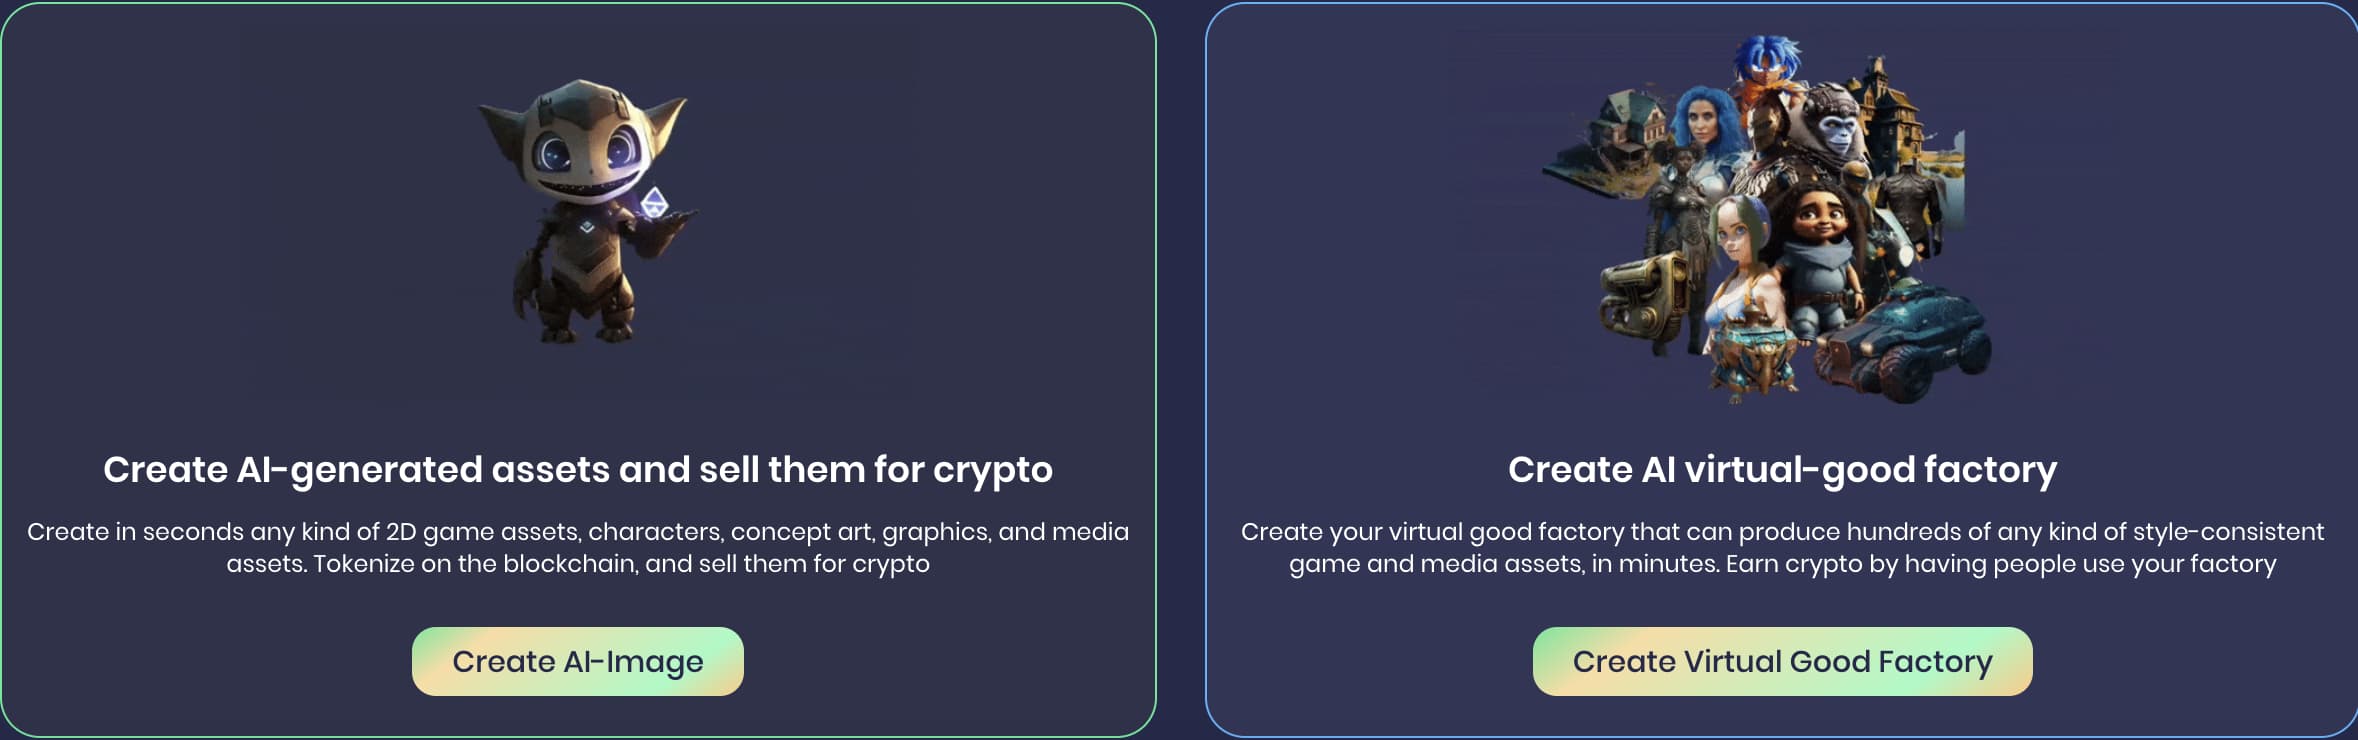 Create AI-generated assets and sell them for crypto
Create in seconds any kind of 2D game assets, characters, concept art, graphics, and media
assets. Tokenize on the blockchain, and sell them for crypto
Create AI-Image
Create AI virtual-good factory
Create your virtual good factory that can produce hundreds of any kind of style-consistent
game and media assets, in minutes. Earn crypto by having people use your factory
Create Virtual Good Factory